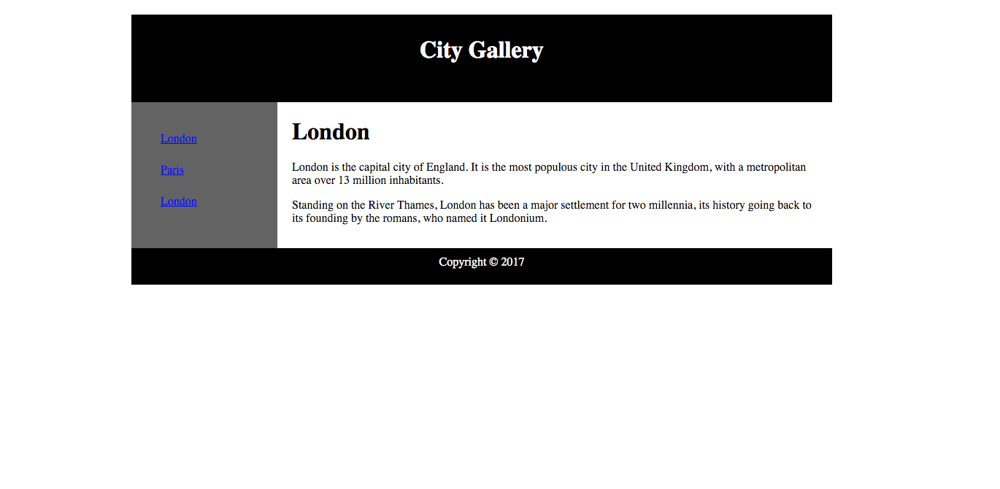 City Gallery
London
Paris
London
London
London is the capital city of England. It is the most populous city in the United Kingdom, with a metropolitan
area over 13 million inhabitants.
Standing on the River Thames, London has been a major settlement for two millennia, its history going back to
its founding by the romans, who named it Londonium.
Copyright © 2017